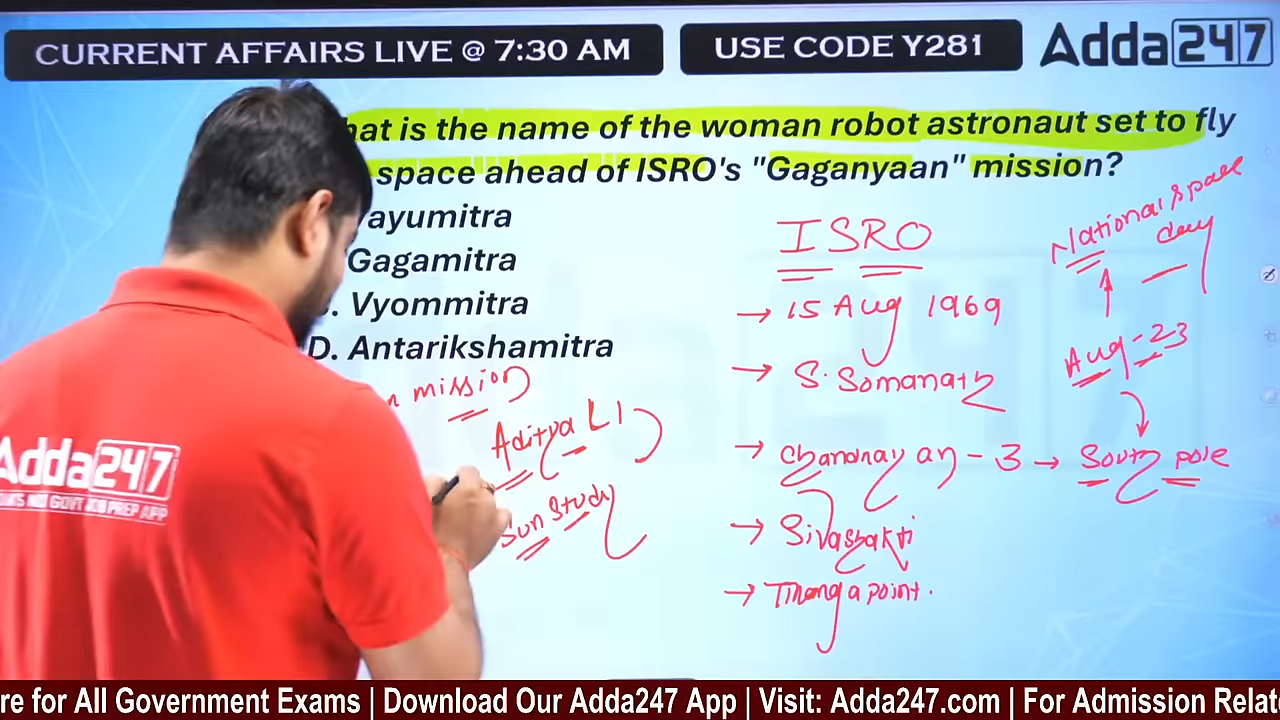 CURRENT AFFAIRS LIVE @ 7:30 AM
USE CODE Y281
Adda247
hat is the name of the woman robot astronaut set to fly
space ahead of ISRO's "Gaganyaan" mission?
ayumitra
Gagamitra
. Vyommitra
D. Antarikshamitra
ISRO
→ 15 Aug 1969
→ S. Somanath
→ Chandrayan - 3 → South pole
→ Sivasakti
→ Tiranga point.
National space
day
Aug-23
n mission
Aditya L1
Sun Study
Adda247
APP
re for All Government Exams | Download Our Adda247 App | Visit: Adda247.com | For Admission Relat